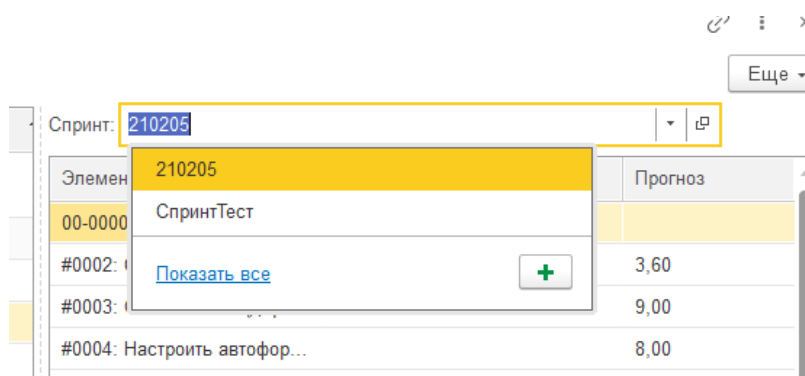 Еще
Спринт: 210205
Элемен
Прогноз
210205
СпринтТест
Показать все
00-0000
#0002:
3,60
#0003:
9,00
#0004: Настроить автофор...
8,00